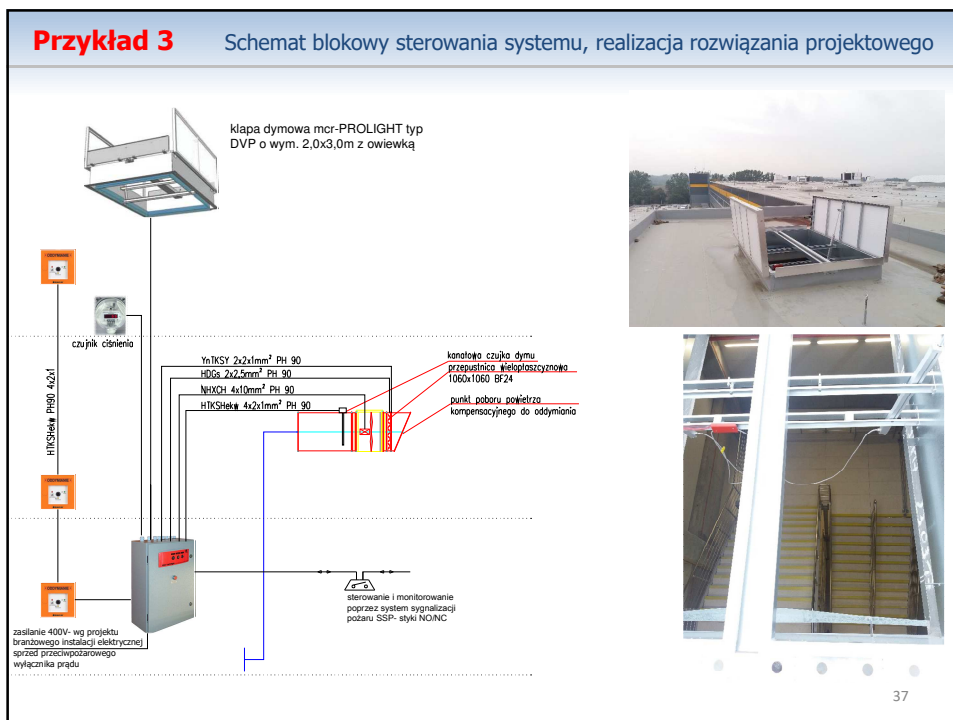 Przykład 3 Schemat blokowy sterowania systemu, realizacja rozwiązania projektowego
klapa dymowa mcr-PROLIGHT typ
DVP o wym. 2,0x3,0m z owiewką
czujnik ciśnienia
HTKSHekw PH90 4x2x1
YnTKSY 2x2x1mm² PH 90
HDGs 2x2,5mm² PH 90
NHXCH 4x10mm² PH 90
HTKSHekw 4x2x1mm² PH 90
kanałowa czujka dymu
przepustnica wielopłaszczyznowa
1060x1060 BF24
punkt poboru powietrza
kompensacyjnego do oddymiania
sterowanie i monitorowanie
poprzez system sygnalizacji
pożaru SSP- styki NO/NC
zasilanie 400V- wg projektu
branżowego instalacji elektrycznej
sprzed przeciwpożarowego
wyłącznika prądu
37